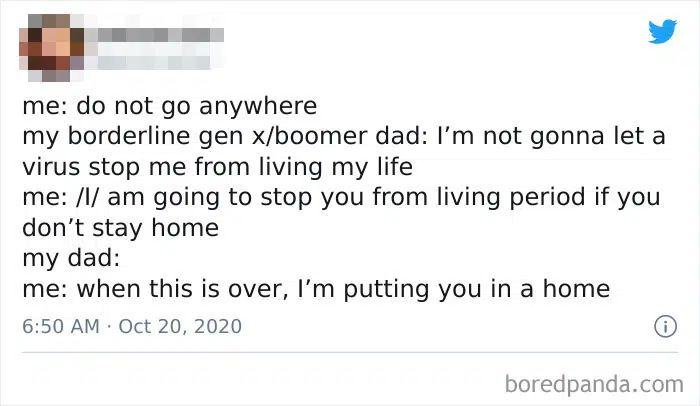 me: do not go anywhere
my borderline gen x/boomer dad: I’m not gonna let a
virus stop me from living my life
me: /I/ am going to stop you from living period if you
don’t stay home
my dad:
me: when this is over, I’m putting you in a home
6:50 AM · Oct 20, 2020
boredpanda.com